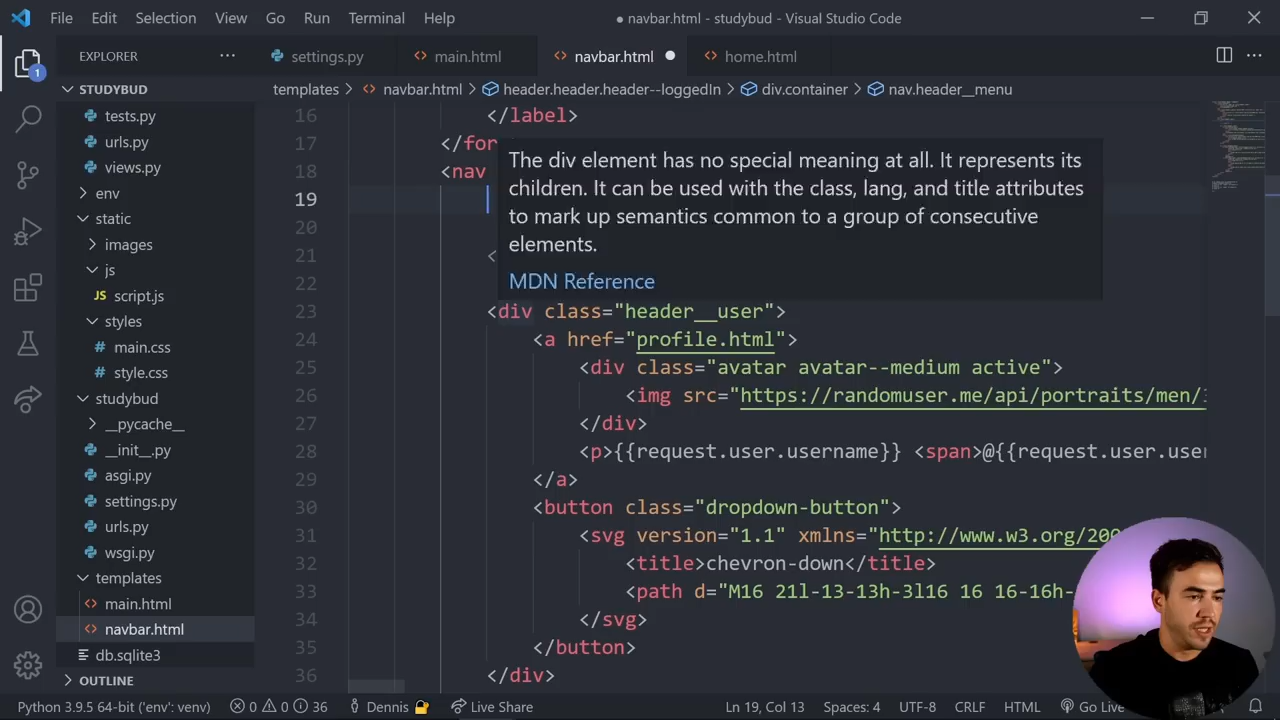 File Edit Selection View Go Run Terminal Help
● navbar.html - studybud - Visual Studio Code
EXPLORER
settings.py
main.html
navbar.html
home.html
STUDYBUD
templates > navbar.html > header.header.header--loggedIn > div.container > nav.header__menu
1
tests.py
urls.py
views.py
env
static
images
js
JS script.js
styles
# main.css
# style.css
studybud
__pycache__
__init__.py
asgi.py
settings.py
urls.py
wsgi.py
templates
main.html
navbar.html
db.sqlite3
OUTLINE
16 </label>
17 </for
18 <nav
19
20
21 <
22
The div element has no special meaning at all. It represents its
children. It can be used with the class, lang, and title attributes
to mark up semantics common to a group of consecutive
elements.
MDN Reference
23 <div class="header__user">
24 <a href="profile.html">
25 <div class="avatar avatar--medium active">
26 <img src="https://randomuser.me/api/portraits/men/
27 </div>
28 <p>{{request.user.username}} <span>@{{request.user.user
29 </a>
30 <button class="dropdown-button">
31 <svg version="1.1" xmlns="http://www.w3.org/200
32 <title>chevron-down</title>
33 <path d="M16 21l-13-13h-3l16 16 16-16h-
34 </svg>
35 </button>
36 </div>
Python 3.9.5 64-bit ('env': venv) 0 0 36 Dennis Live Share Ln 19, Col 13 Spaces: 4 UTF-8 CRLF HTML Go Live